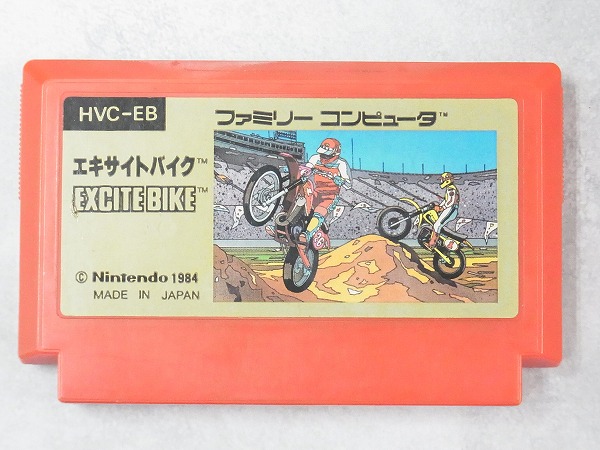 HVC-EB
ファミリー コンピュータ™
エキサイトバイク™
EXCITE BIKE™
© Nintendo 1984
MADE IN JAPAN